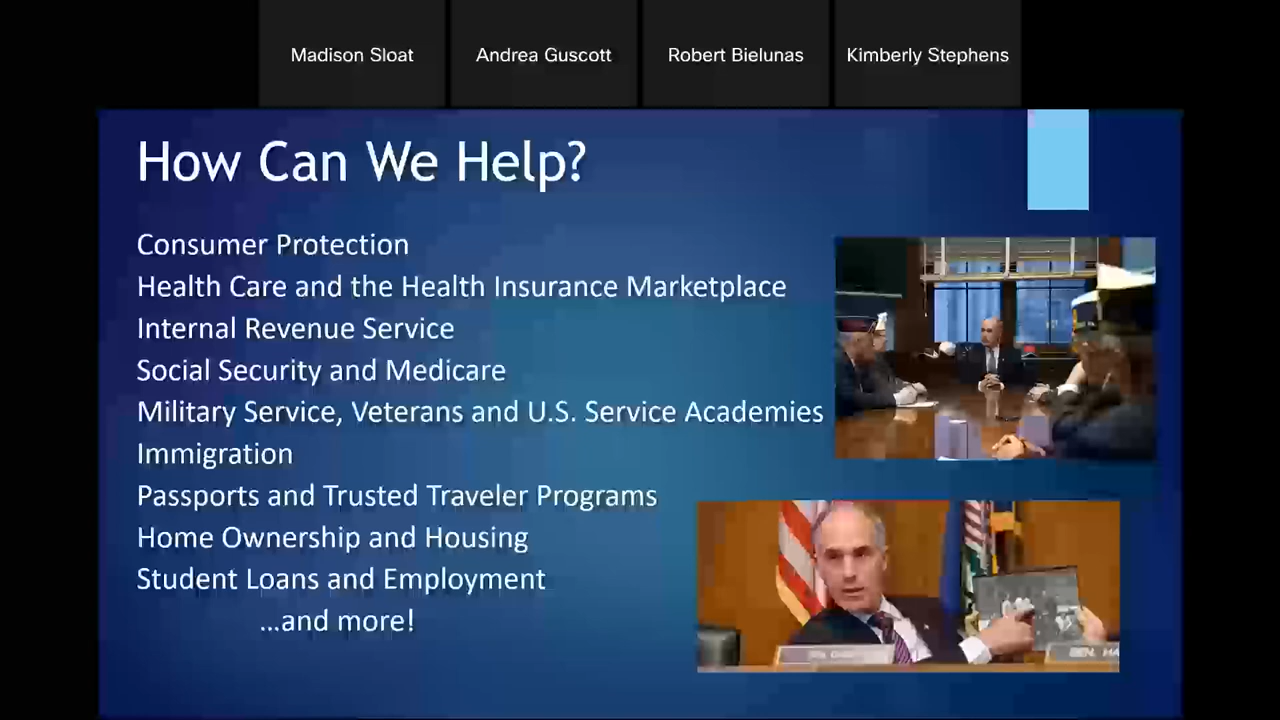 Madison Sloat
Andrea Guscott
Robert Bielunas
Kimberly Stephens
How Can We Help?
Consumer Protection
Health Care and the Health Insurance Marketplace
Internal Revenue Service
Social Security and Medicare
Military Service, Veterans and U.S. Service Academies
Immigration
Passports and Trusted Traveler Programs
Home Ownership and Housing
Student Loans and Employment
...and more!